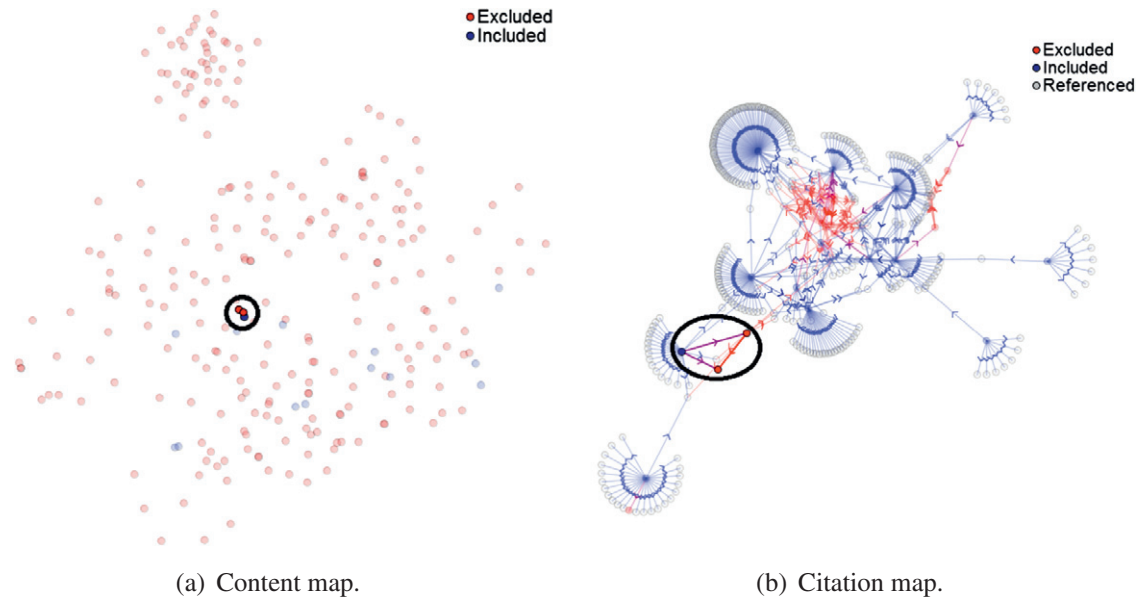 Excluded
Included
Excluded
Included
Referenced
(a) Content map.
(b) Citation map.